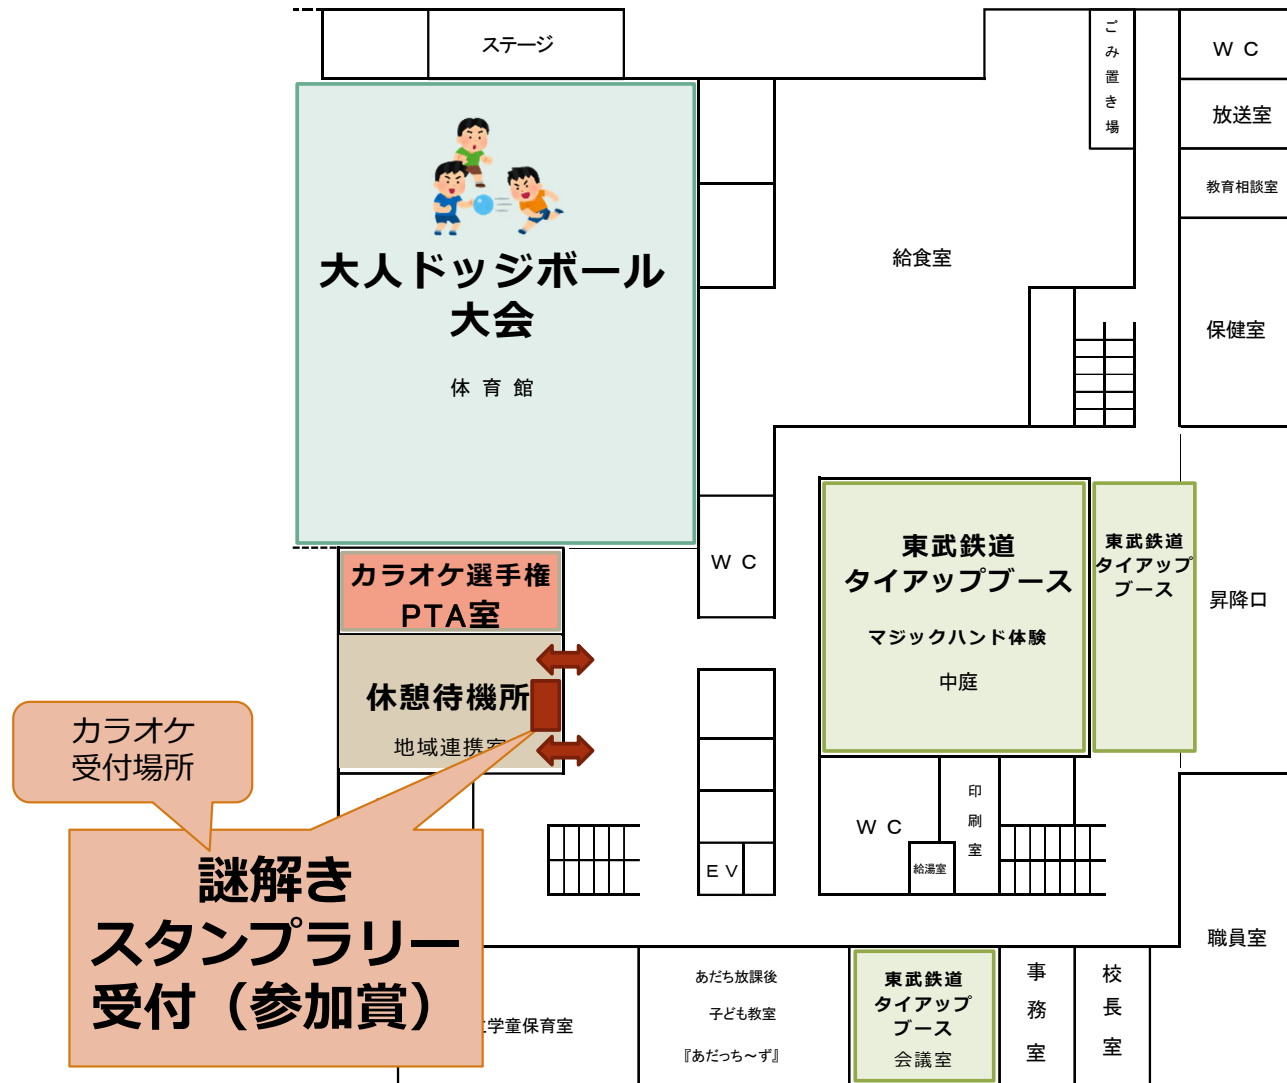 ステージ
ごみ置き場
ＷＣ
放送室
教育相談室
給食室
保健室
大人ドッジボール
大会
体育館
ＷＣ
東武鉄道
タイアップブース
マジックハンド体験
中庭
東武鉄道
タイアップ
ブース
昇降口
カラオケ選手権
PTA室
休憩待機所
地域連携室
カラオケ
受付場所
謎解き
スタンプラリー
受付（参加賞）
ＥＶ
ＷＣ
印刷室
給湯室
職員室
学童保育室
あだち放課後
子ども教室
『あだっち～ず』
東武鉄道
タイアップ
ブース
会議室
事務室
校長室